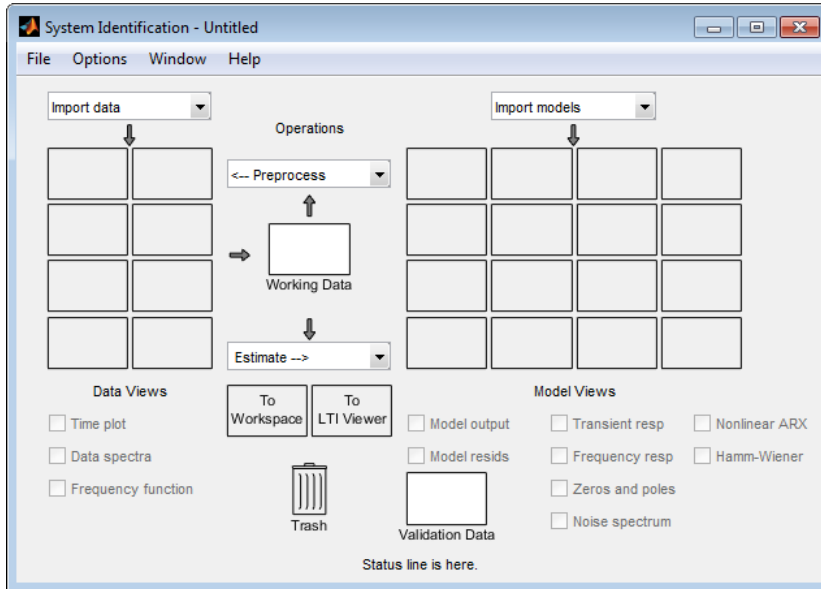 System Identification - Untitled
File Options Window Help
Import data
Import models
Operations
<-- Preprocess
Working Data
Estimate -->
Data Views
To Workspace
To LTI Viewer
Model Views
Time plot
Data spectra
Frequency function
Model output
Model resids
Transient resp
Frequency resp
Zeros and poles
Noise spectrum
Nonlinear ARX
Hamm-Wiener
Trash
Validation Data
Status line is here.